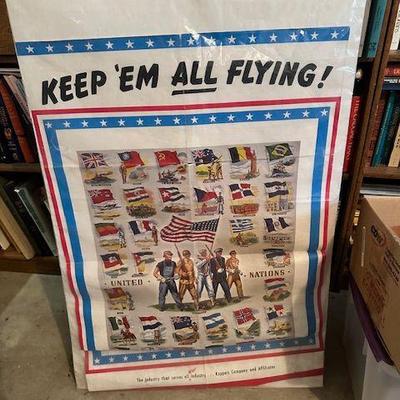 KEEP 'EM ALL FLYING!
UNITED NATIONS
The industry that serves all industry . . . Koppers Company and Affiliates